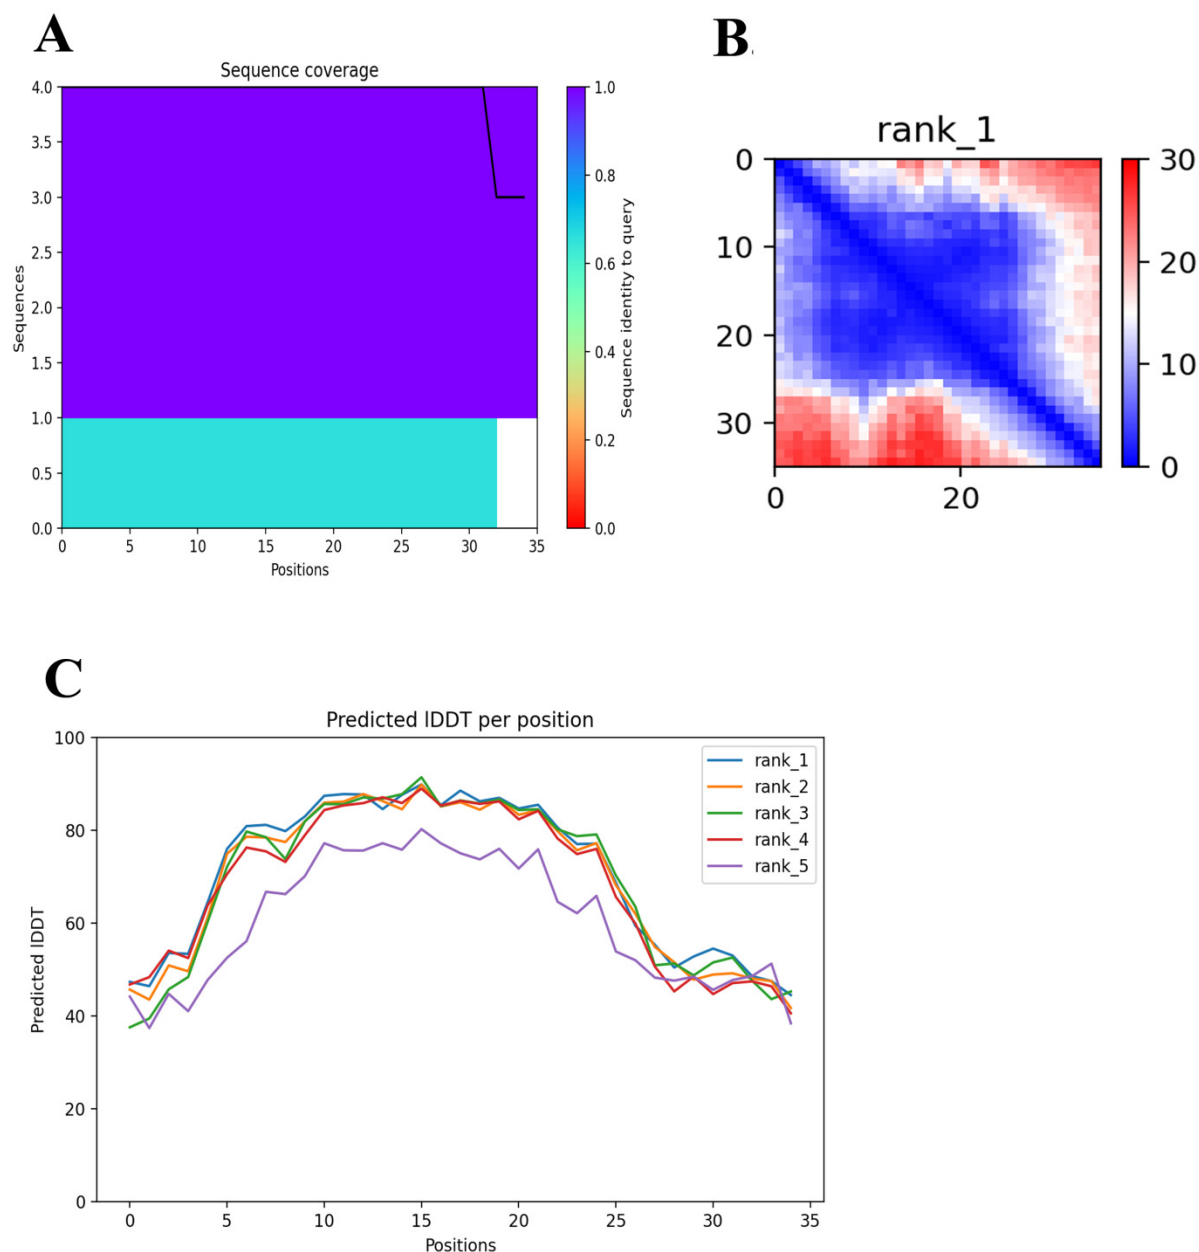 A
Sequence coverage
4.0
3.5
3.0
2.5
2.0
1.5
1.0
0.5
0.0
Sequences
0 5 10 15 20 25 30 35
Positions
1.0
0.8
0.6
0.4
0.2
0.0
Sequence identity to query
B.
rank_1
0
10
20
30
0 20
30
20
10
0
C
Predicted lDDT per position
100
80
60
40
20
0
Predicted lDDT
rank_1
rank_2
rank_3
rank_4
rank_5
0 5 10 15 20 25 30 35
Positions